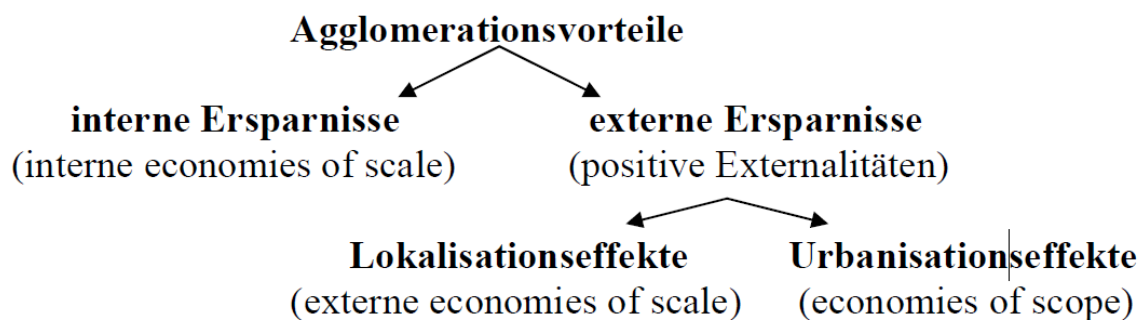 Agglomerationsvorteile
interne Ersparnisse externe Ersparnisse
(interne economies of scale) (positive Externalitäten)
Lokalisationseffekte Urbanisationseffekte
(externe economies of scale) (economies of scope)